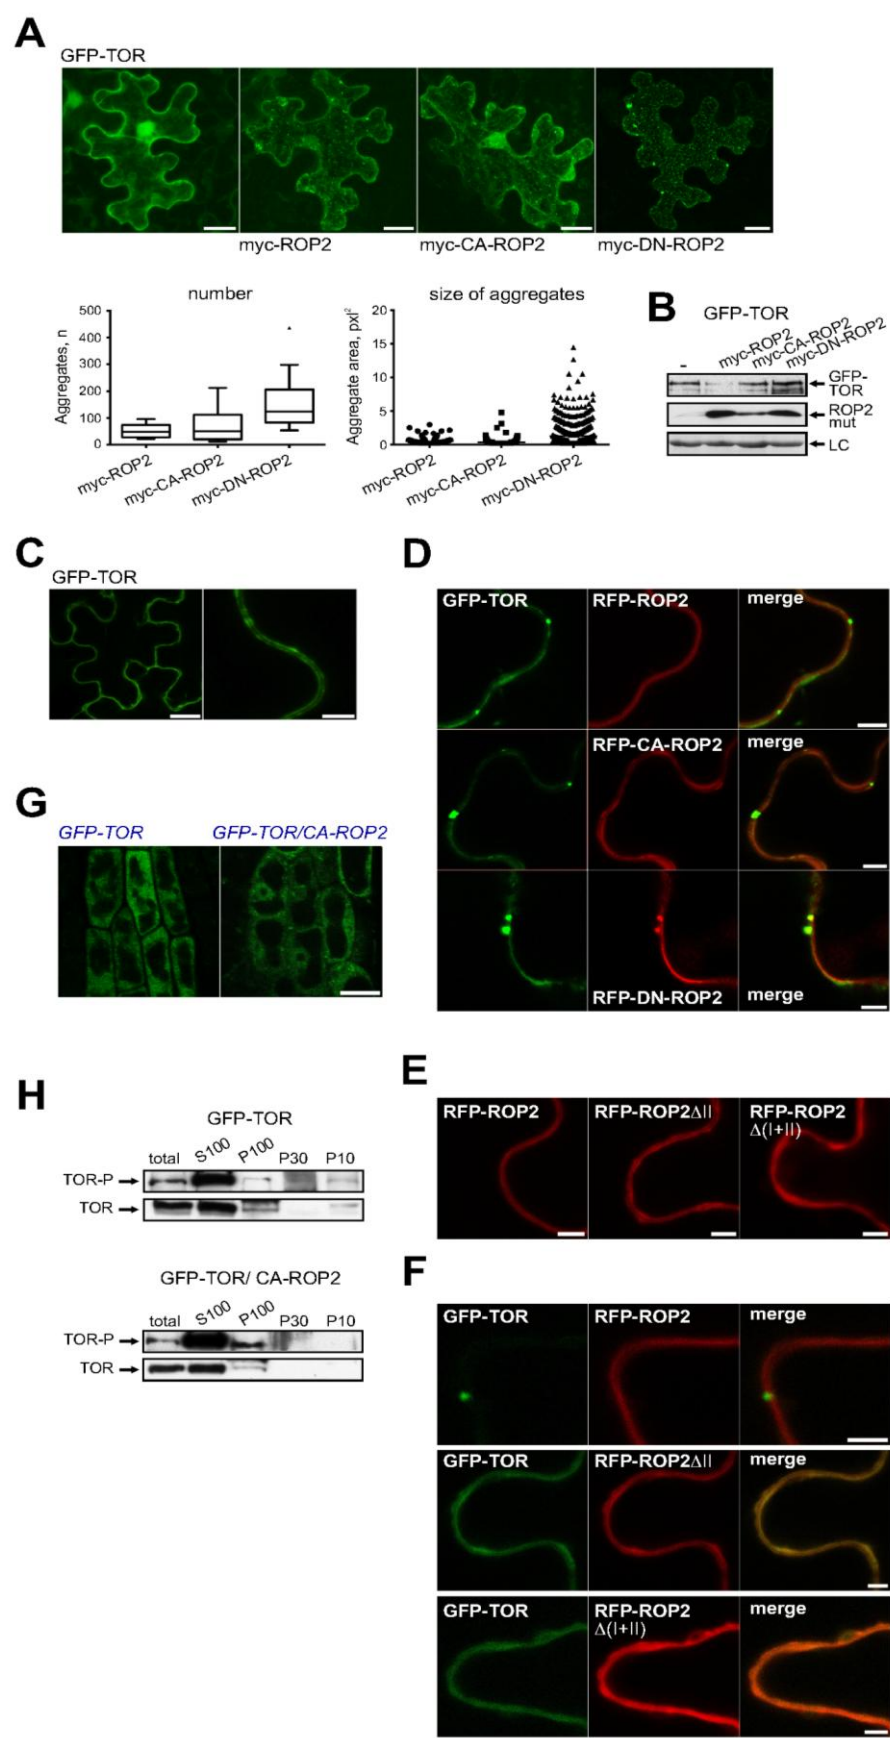 A
GFP-TOR
myc-ROP2 myc-CA-ROP2 myc-DN-ROP2
number
Aggregates, n
500
400
300
200
100
0
myc-ROP2 myc-CA-ROP2 myc-DN-ROP2
size of aggregates
Aggregate area, pxl²
20
15
10
5
0
myc-ROP2 myc-CA-ROP2 myc-DN-ROP2
B
GFP-TOR
- myc-ROP2 myc-CA-ROP2 myc-DN-ROP2
GFP-
TOR
ROP2
mut
LC
C
GFP-TOR
D
GFP-TOR RFP-ROP2 merge
RFP-CA-ROP2 merge
RFP-DN-ROP2 merge
G
GFP-TOR GFP-TOR/CA-ROP2
E
RFP-ROP2 RFP-ROP2ΔII RFP-ROP2
Δ(I+II)
H
GFP-TOR
total S100 P100 P30 P10
TOR-P
TOR
GFP-TOR/ CA-ROP2
total S100 P100 P30 P10
TOR-P
TOR
F
GFP-TOR RFP-ROP2 merge
GFP-TOR RFP-ROP2ΔII merge
GFP-TOR RFP-ROP2 merge
Δ(I+II)